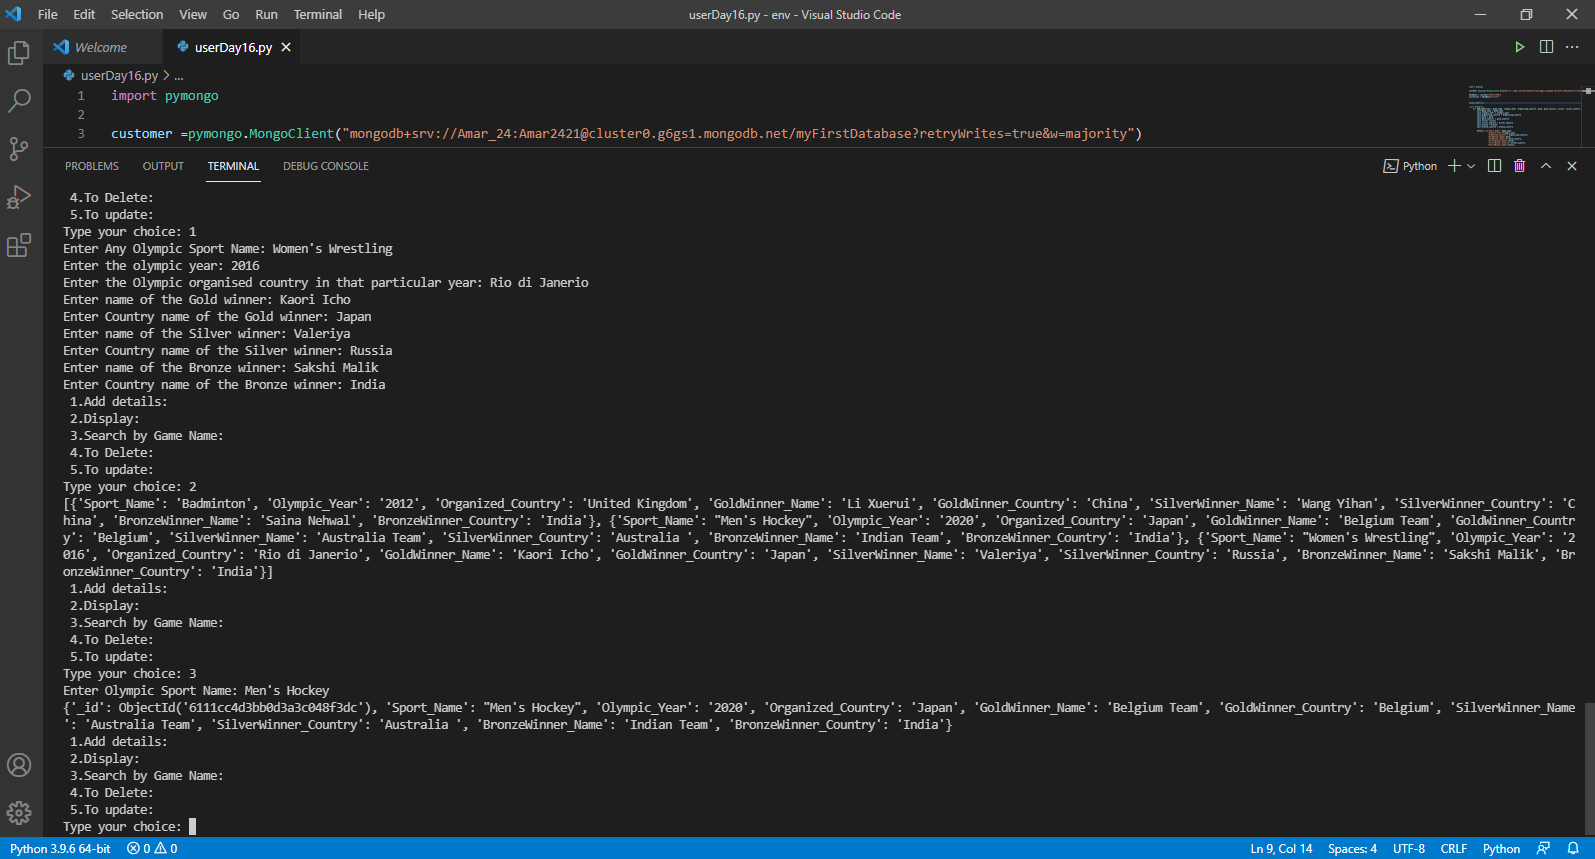 File Edit Selection View Go Run Terminal Help userDay16.py - env - Visual Studio Code
Welcome userDay16.py
userDay16.py > ...
1 import pymongo
2
3 customer =pymongo.MongoClient("mongodb+srv://Amar_24:Amar2421@cluster0.g6gs1.mongodb.net/myFirstDatabase?retryWrites=true&w=majority")
PROBLEMS OUTPUT TERMINAL DEBUG CONSOLE Python
4.To Delete:
5.To update:
Type your choice: 1
Enter Any Olympic Sport Name: Women's Wrestling
Enter the olympic year: 2016
Enter the Olympic organised country in that particular year: Rio di Janerio
Enter name of the Gold winner: Kaori Icho
Enter Country name of the Gold winner: Japan
Enter name of the Silver winner: Valeriya
Enter Country name of the Silver winner: Russia
Enter name of the Bronze winner: Sakshi Malik
Enter Country name of the Bronze winner: India
1.Add details:
2.Display:
3.Search by Game Name:
4.To Delete:
5.To update:
Type your choice: 2
[{'Sport_Name': 'Badminton', 'Olympic_Year': '2012', 'Organized_Country': 'United Kingdom', 'GoldWinner_Name': 'Li Xuerui', 'GoldWinner_Country': 'China', 'SilverWinner_Name': 'Wang Yihan', 'SilverWinner_Country': 'C
hina', 'BronzeWinner_Name': 'Saina Nehwal', 'BronzeWinner_Country': 'India'}, {'Sport_Name': "Men's Hockey", 'Olympic_Year': '2020', 'Organized_Country': 'Japan', 'GoldWinner_Name': 'Belgium Team', 'GoldWinner_Countr
y': 'Belgium', 'SilverWinner_Name': 'Australia Team', 'SilverWinner_Country': 'Australia ', 'BronzeWinner_Name': 'Indian Team', 'BronzeWinner_Country': 'India'}, {'Sport_Name': "Women's Wrestling", 'Olympic_Year': '2
016', 'Organized_Country': 'Rio di Janerio', 'GoldWinner_Name': 'Kaori Icho', 'GoldWinner_Country': 'Japan', 'SilverWinner_Name': 'Valeriya', 'SilverWinner_Country': 'Russia', 'BronzeWinner_Name': 'Sakshi Malik', 'Br
onzeWinner_Country': 'India'}]
1.Add details:
2.Display:
3.Search by Game Name:
4.To Delete:
5.To update:
Type your choice: 3
Enter Olympic Sport Name: Men's Hockey
{'_id': ObjectId('6111cc4d3bb0d3a3c048f3dc'), 'Sport_Name': "Men's Hockey", 'Olympic_Year': '2020', 'Organized_Country': 'Japan', 'GoldWinner_Name': 'Belgium Team', 'GoldWinner_Country': 'Belgium', 'SilverWinner_Name
': 'Australia Team', 'SilverWinner_Country': 'Australia ', 'BronzeWinner_Name': 'Indian Team', 'BronzeWinner_Country': 'India'}
1.Add details:
2.Display:
3.Search by Game Name:
4.To Delete:
5.To update:
Type your choice:
Python 3.9.6 64-bit 0 0 Ln 9, Col 14 Spaces: 4 UTF-8 CRLF Python